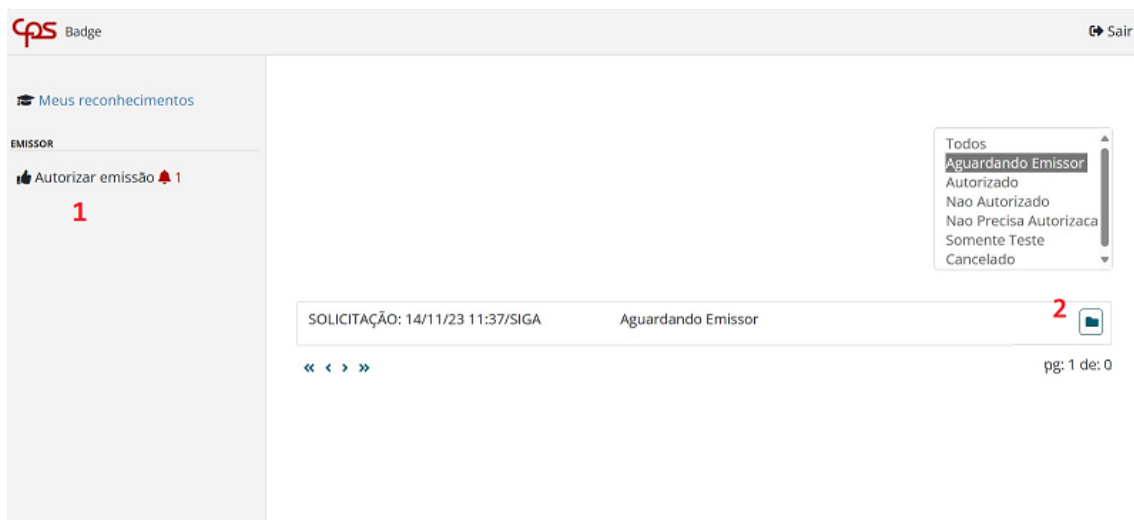 cps Badge
Sair
Meus reconhecimentos
EMISSOR
Autorizar emissão 1
1
Todos
Aguardando Emissor
Autorizado
Nao Autorizado
Nao Precisa Autorizaca
Somente Teste
Cancelado
SOLICITAÇÃO: 14/11/23 11:37/SIGA Aguardando Emissor 2
« ‹ › » pg: 1 de: 0